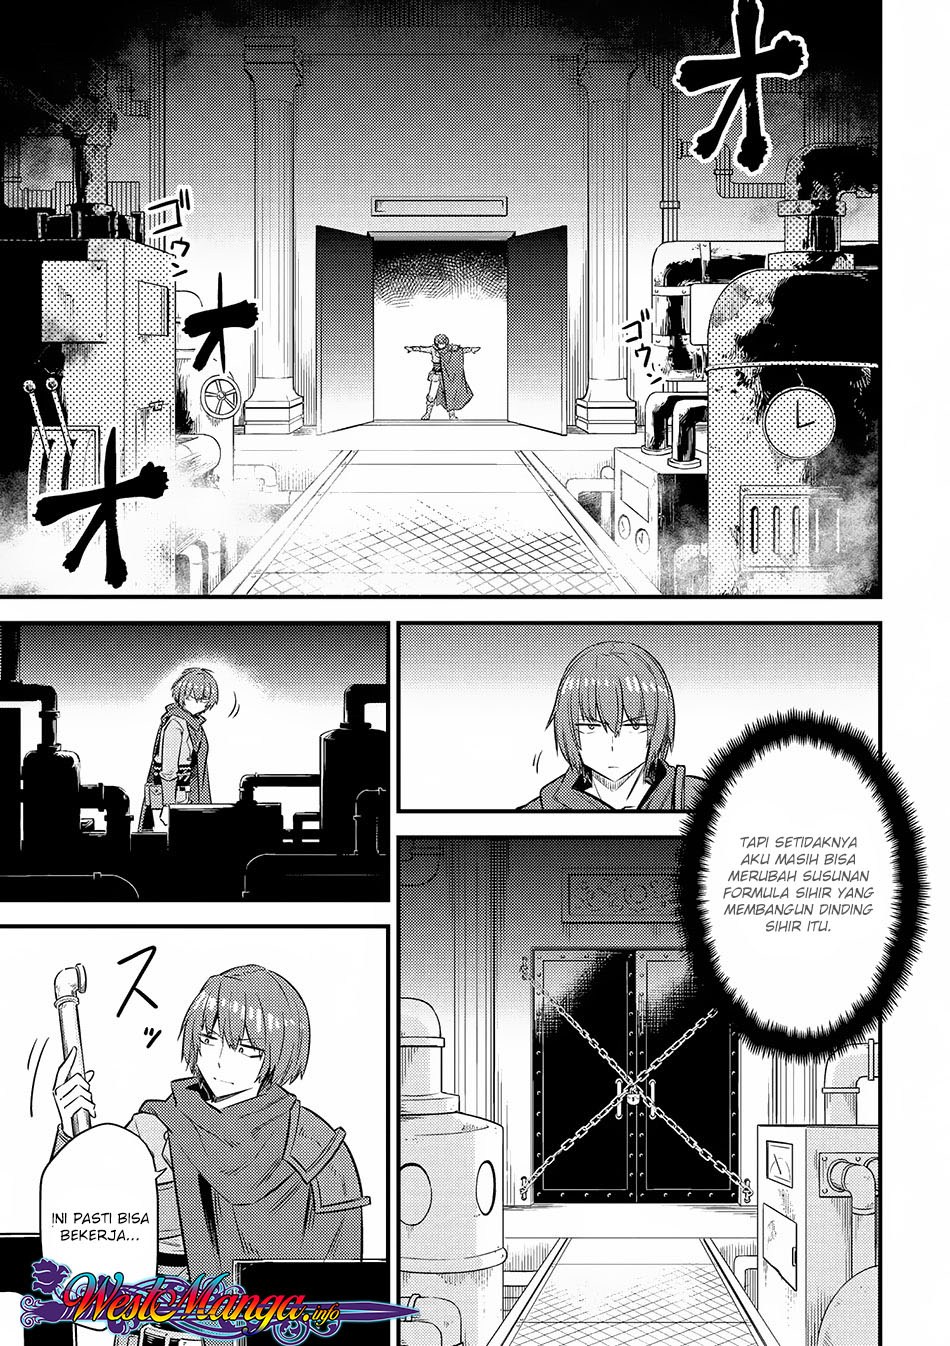 オ
ゴウン
オ
ゴウン
オ
TAPI SETIDAKNYA
AKU MASIH BISA
MERUBAH SUSUNAN
FORMULA SIHIR YANG
MEMBANGUN DINDING
SIHIR ITU.
スッ
INI PASTI BISA
BEKERJA...
WestManga.info